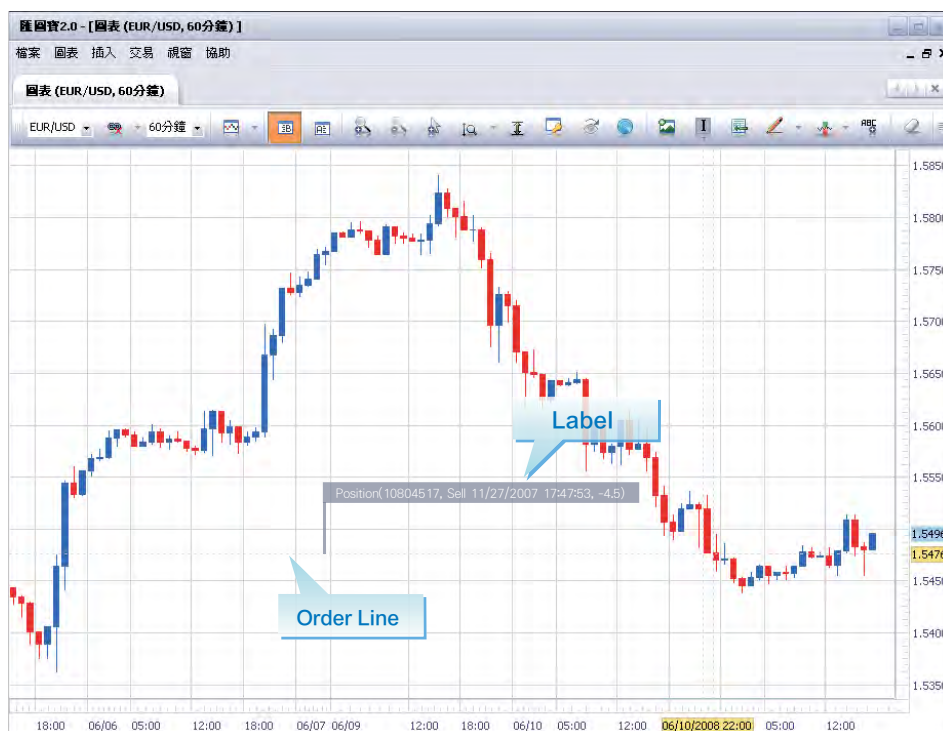 匯圖寶2.0 - [圖表 (EUR/USD, 60分鐘) ]
檔案 圖表 插入 交易 視窗 協助
圖表 (EUR/USD, 60分鐘)
EUR/USD 60分鐘 ABC
1.5850
1.5800
1.5750
1.5700
1.5650
1.5600
1.5550
1.5496
1.5476
1.5450
1.5400
1.5350
Label
Position(10804517, Sell 11/27/2007 17:47:53, -4.5)
Order Line
18:00 06/06 05:00 12:00 18:00 06/07 06/09 12:00 18:00 06/10 05:00 12:00 06/10/2008 22:00 05:00 12:00